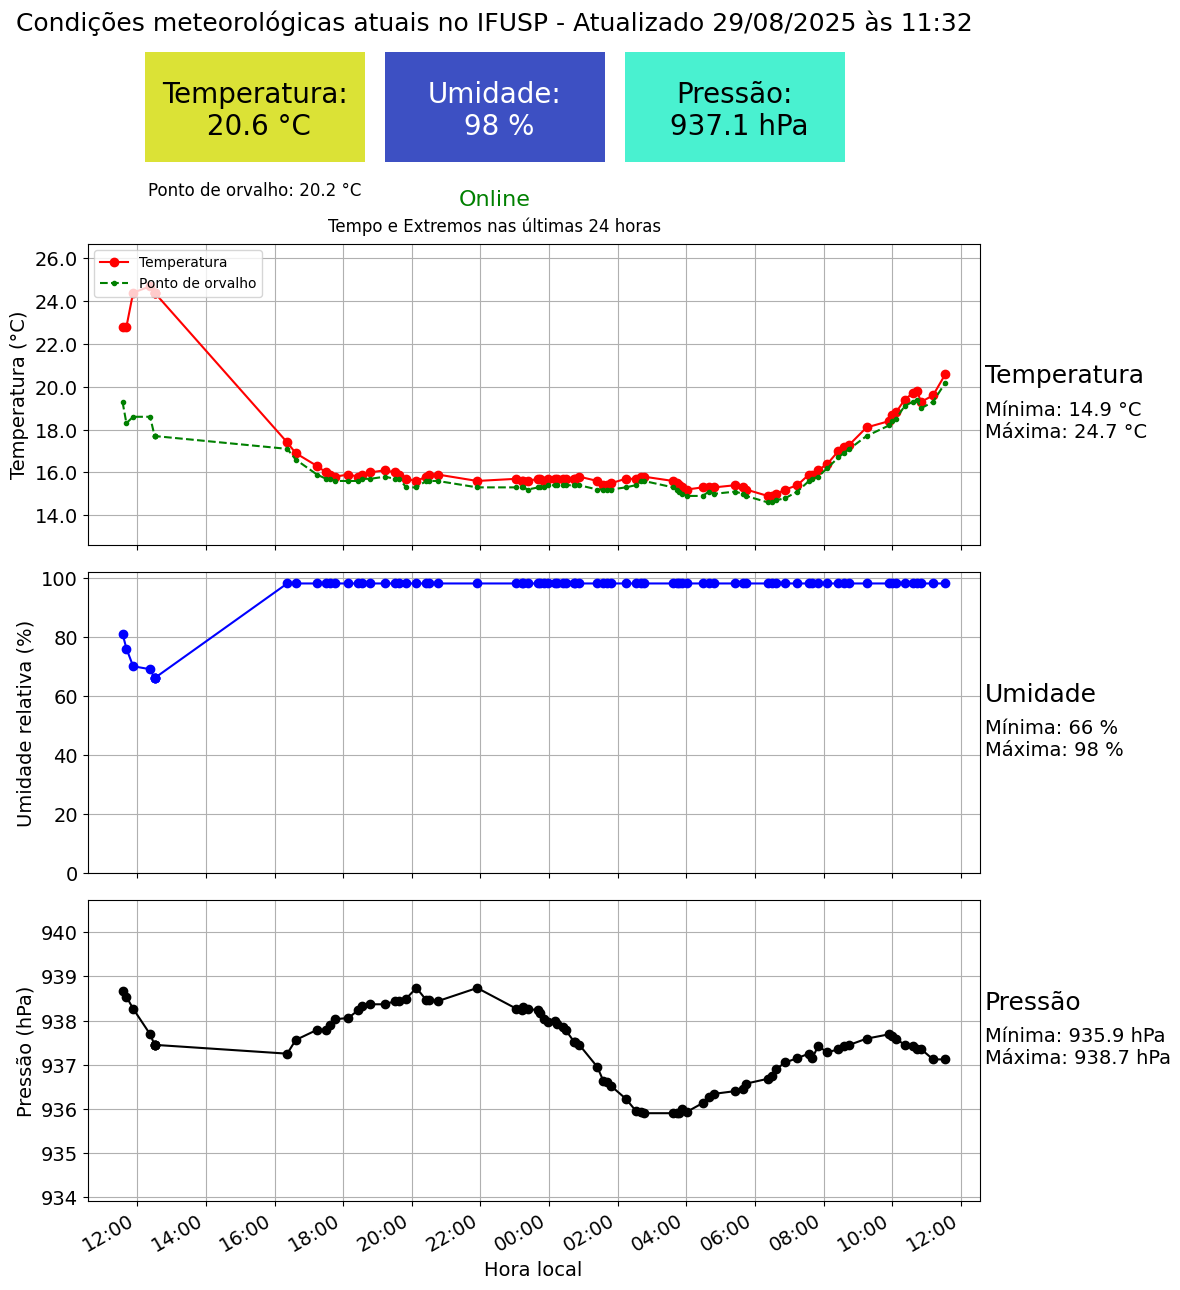 Condições meteorológicas atuais no IFUSP - Atualizado 29/08/2025 às 11:32
Temperatura:
20.6 °C
Umidade:
98 %
Pressão:
937.1 hPa
Ponto de orvalho: 20.2 °C
Online
Tempo e Extremos nas últimas 24 horas
Temperatura (°C)
26.0
24.0
22.0
20.0
18.0
16.0
14.0
Temperatura
Ponto de orvalho
Temperatura
Mínima: 14.9 °C
Máxima: 24.7 °C
Umidade relativa (%)
100
80
60
40
20
0
Umidade
Mínima: 66 %
Máxima: 98 %
Pressão (hPa)
940
939
938
937
936
935
934
Pressão
Mínima: 935.9 hPa
Máxima: 938.7 hPa
12:00
14:00
16:00
18:00
20:00
22:00
00:00
02:00
04:00
06:00
08:00
10:00
12:00
Hora local